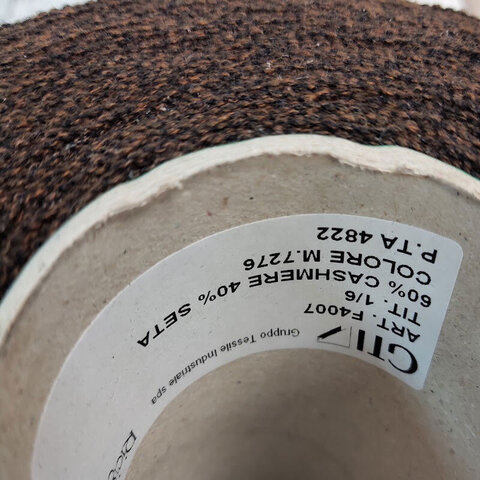 GTI
Gruppo Tessile Industriale spa
ART· F4007
TIT· 1/6
60% CASHMERE 40% SETA
COLORE M.7276
P.TA 4822